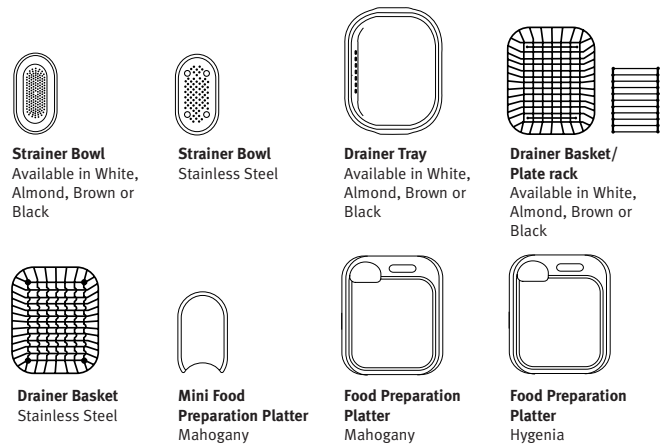 Strainer Bowl
Available in White,
Almond, Brown or
Black
Strainer Bowl
Stainless Steel
Drainer Tray
Available in White,
Almond, Brown or
Black
Drainer Basket/
Plate rack
Available in White,
Almond, Brown or
Black
Drainer Basket
Stainless Steel
Mini Food
Preparation Platter
Mahogany
Food Preparation
Platter
Mahogany
Food Preparation
Platter
Hygenia